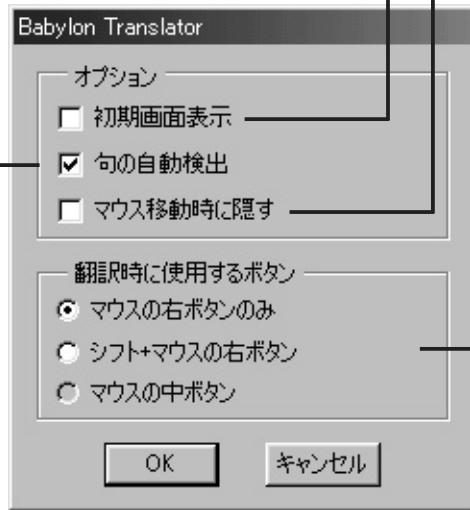 Babylon Translator
オプション
初期画面表示
句の自動検出
マウス移動時に隠す
翻訳時に使用するボタン
マウスの右ボタンのみ
シフト+マウスの右ボタン
マウスの中ボタン
OK
キャンセル